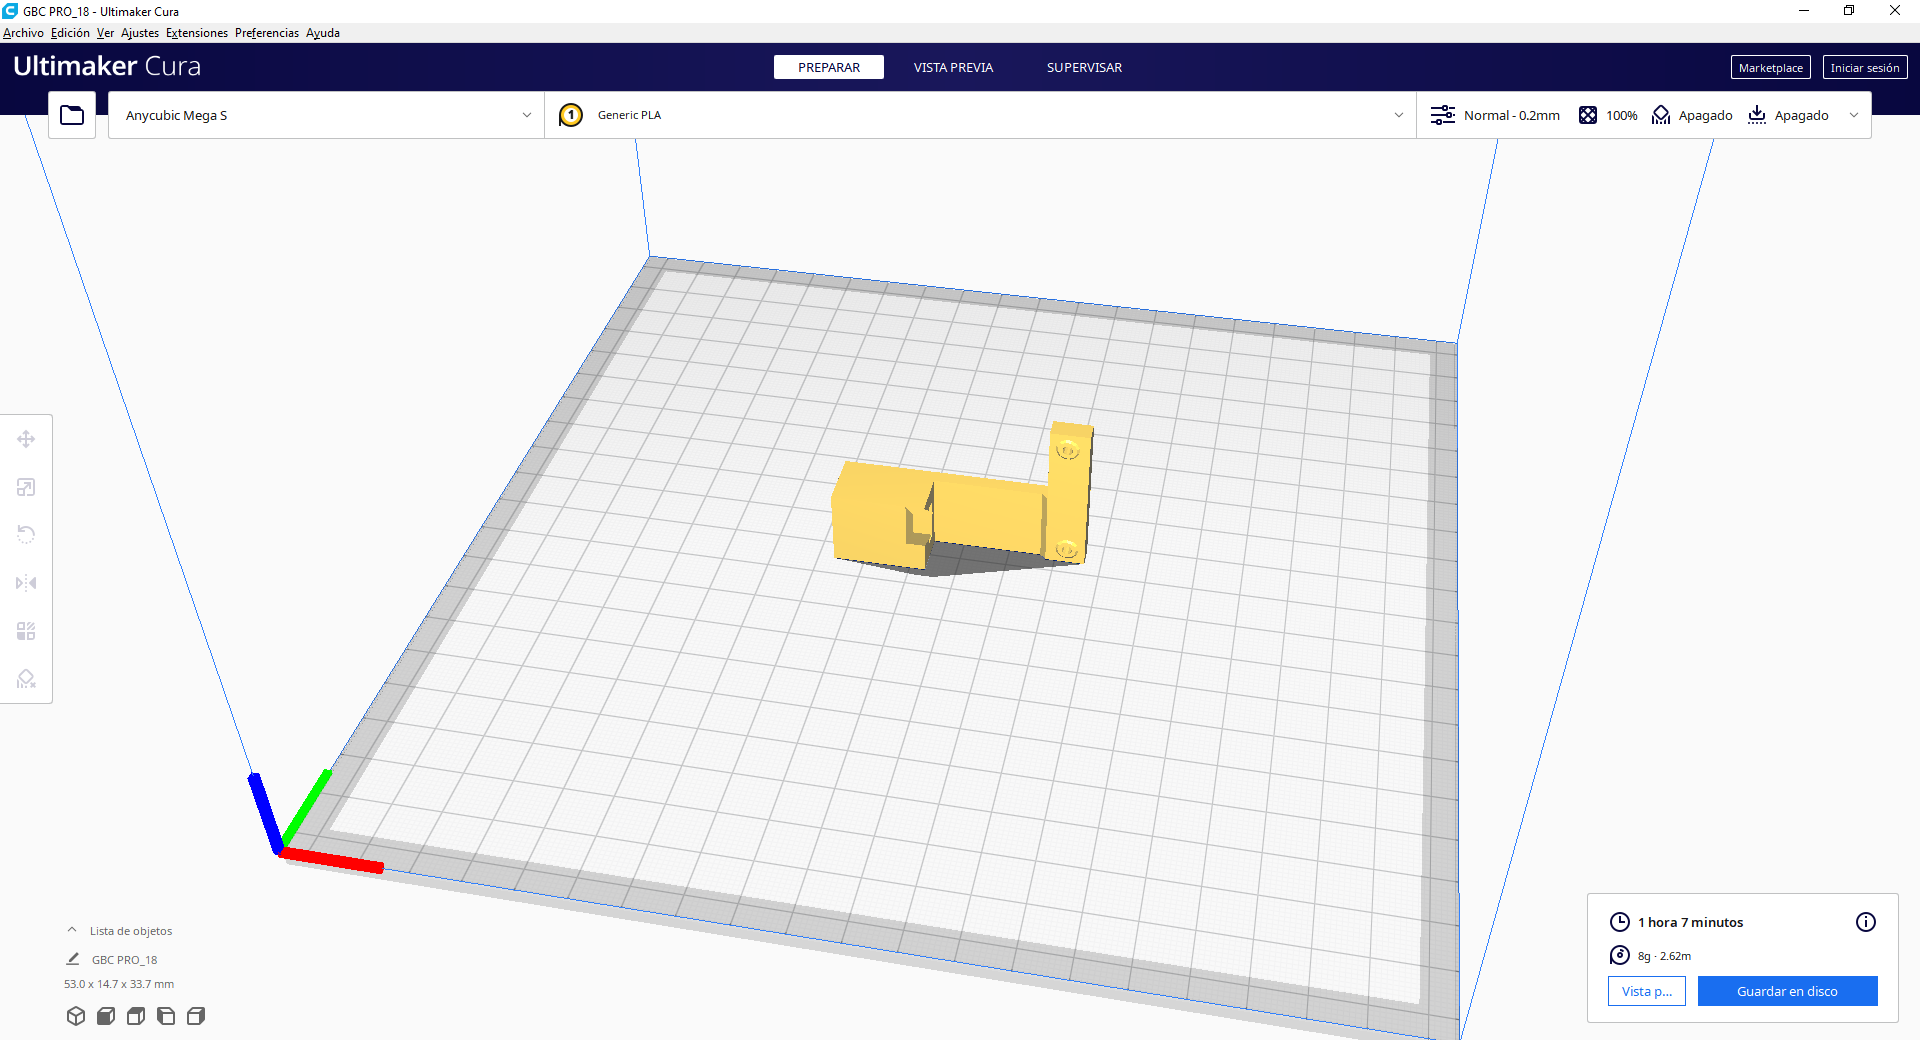 GBC PRO_18 - Ultimaker Cura
Archivo Edición Ver Ajustes Extensiones Preferencias Ayuda
Ultimaker Cura
PREPARAR VISTA PREVIA SUPERVISAR
Marketplace Iniciar sesión
Anycubic Mega S
1 Generic PLA
Normal - 0.2mm 100% Apagado Apagado
1 hora 7 minutos
8g · 2.62m
Vista p... Guardar en disco
Lista de objetos
GBC PRO_18
53.0 x 14.7 x 33.7 mm